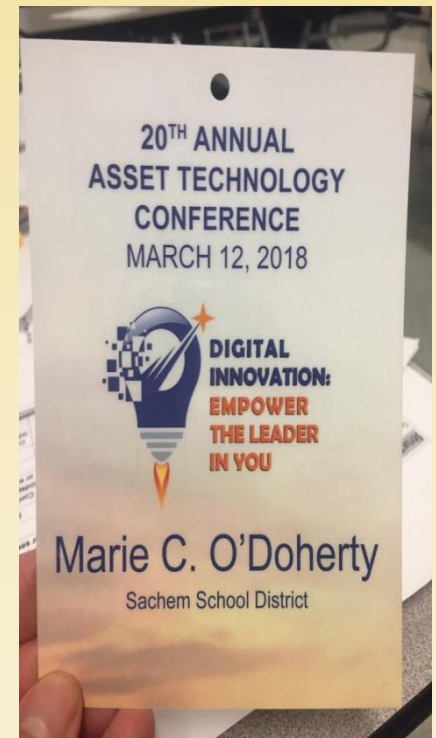 20TH ANNUAL
ASSET TECHNOLOGY
CONFERENCE
MARCH 12, 2018
DIGITAL
INNOVATION:
EMPOWER
THE LEADER
IN YOU
Marie C. O'Doherty
Sachem School District